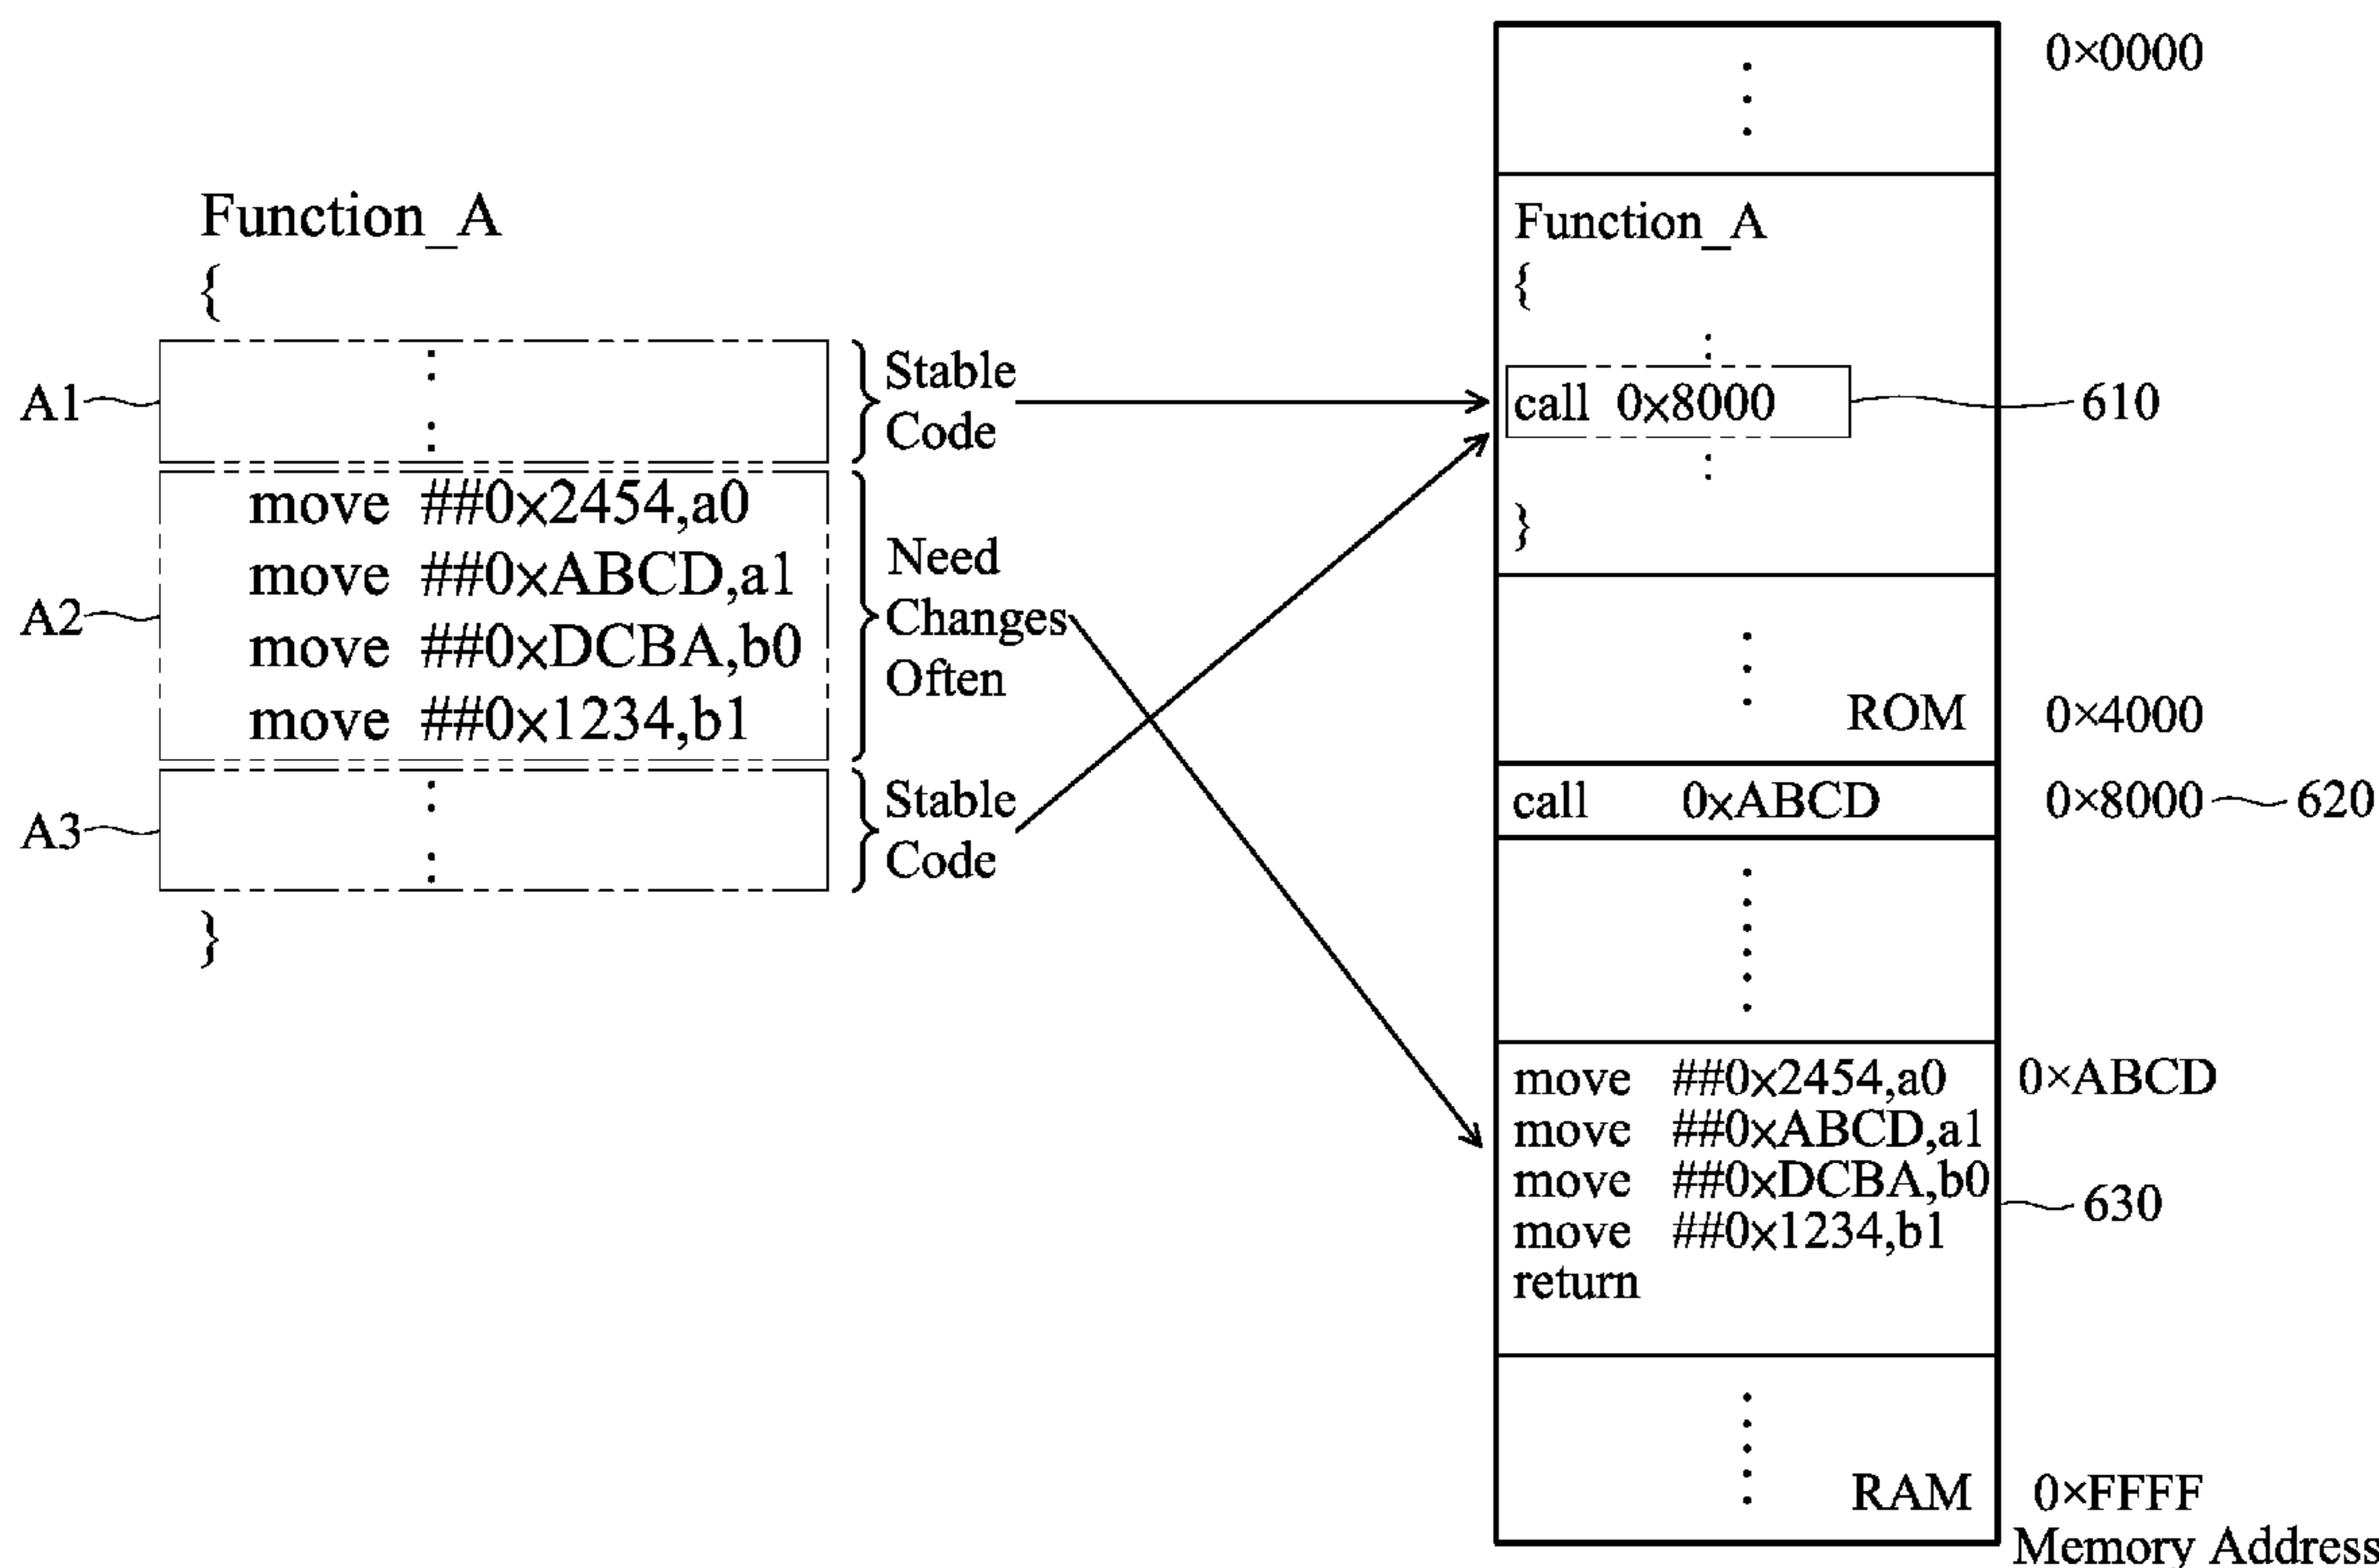 Function_A
{
A1
Stable
Code
A2
move ##0×2454,a0
move ##0×ABCD,a1
move ##0×DCBA,b0
move ##0×1234,b1
Need
Changes
Often
A3
Stable
Code
}
0×0000
Function_A
{
call 0×8000
610
}
ROM
0×4000
call 0×ABCD
0×8000
620
move ##0×2454,a0
0×ABCD
move ##0×ABCD,a1
move ##0×DCBA,b0
move ##0×1234,b1
return
630
RAM
0×FFFF
Memory Address